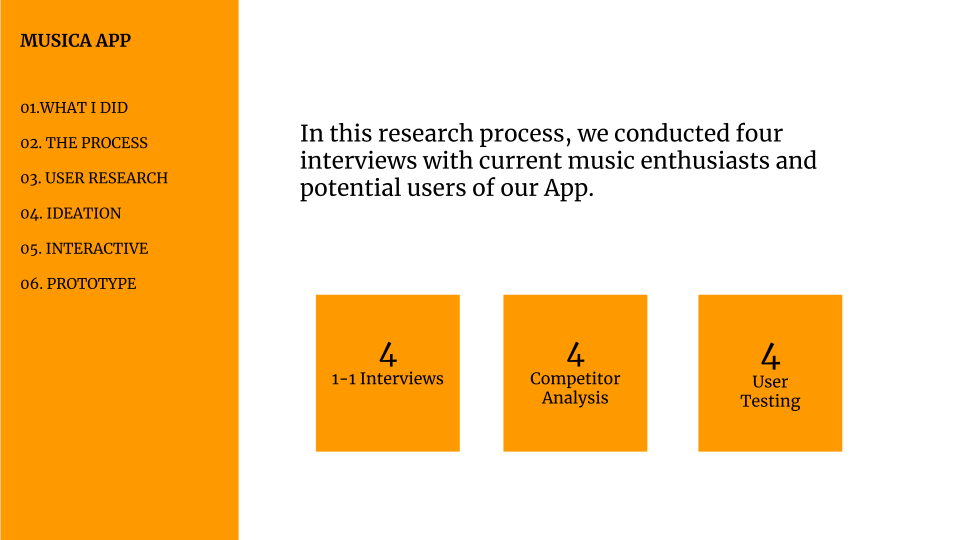 MUSICA APP
01.WHAT I DID
02. THE PROCESS
03. USER RESEARCH
04. IDEATION
05. INTERACTIVE
06. PROTOTYPE
In this research process, we conducted four
interviews with current music enthusiasts and
potential users of our App.
4
1-1 Interviews
4
Competitor
Analysis
4
User
Testing